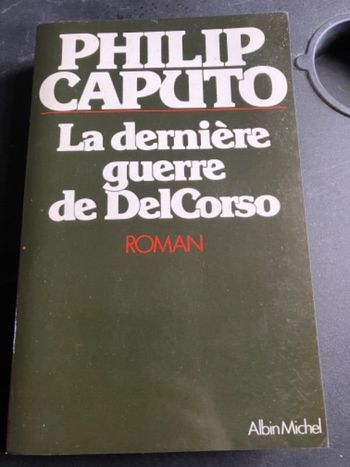 PHILIP
CAPUTO
La dernière
guerre
de DelCorso
ROMAN
Albin Michel